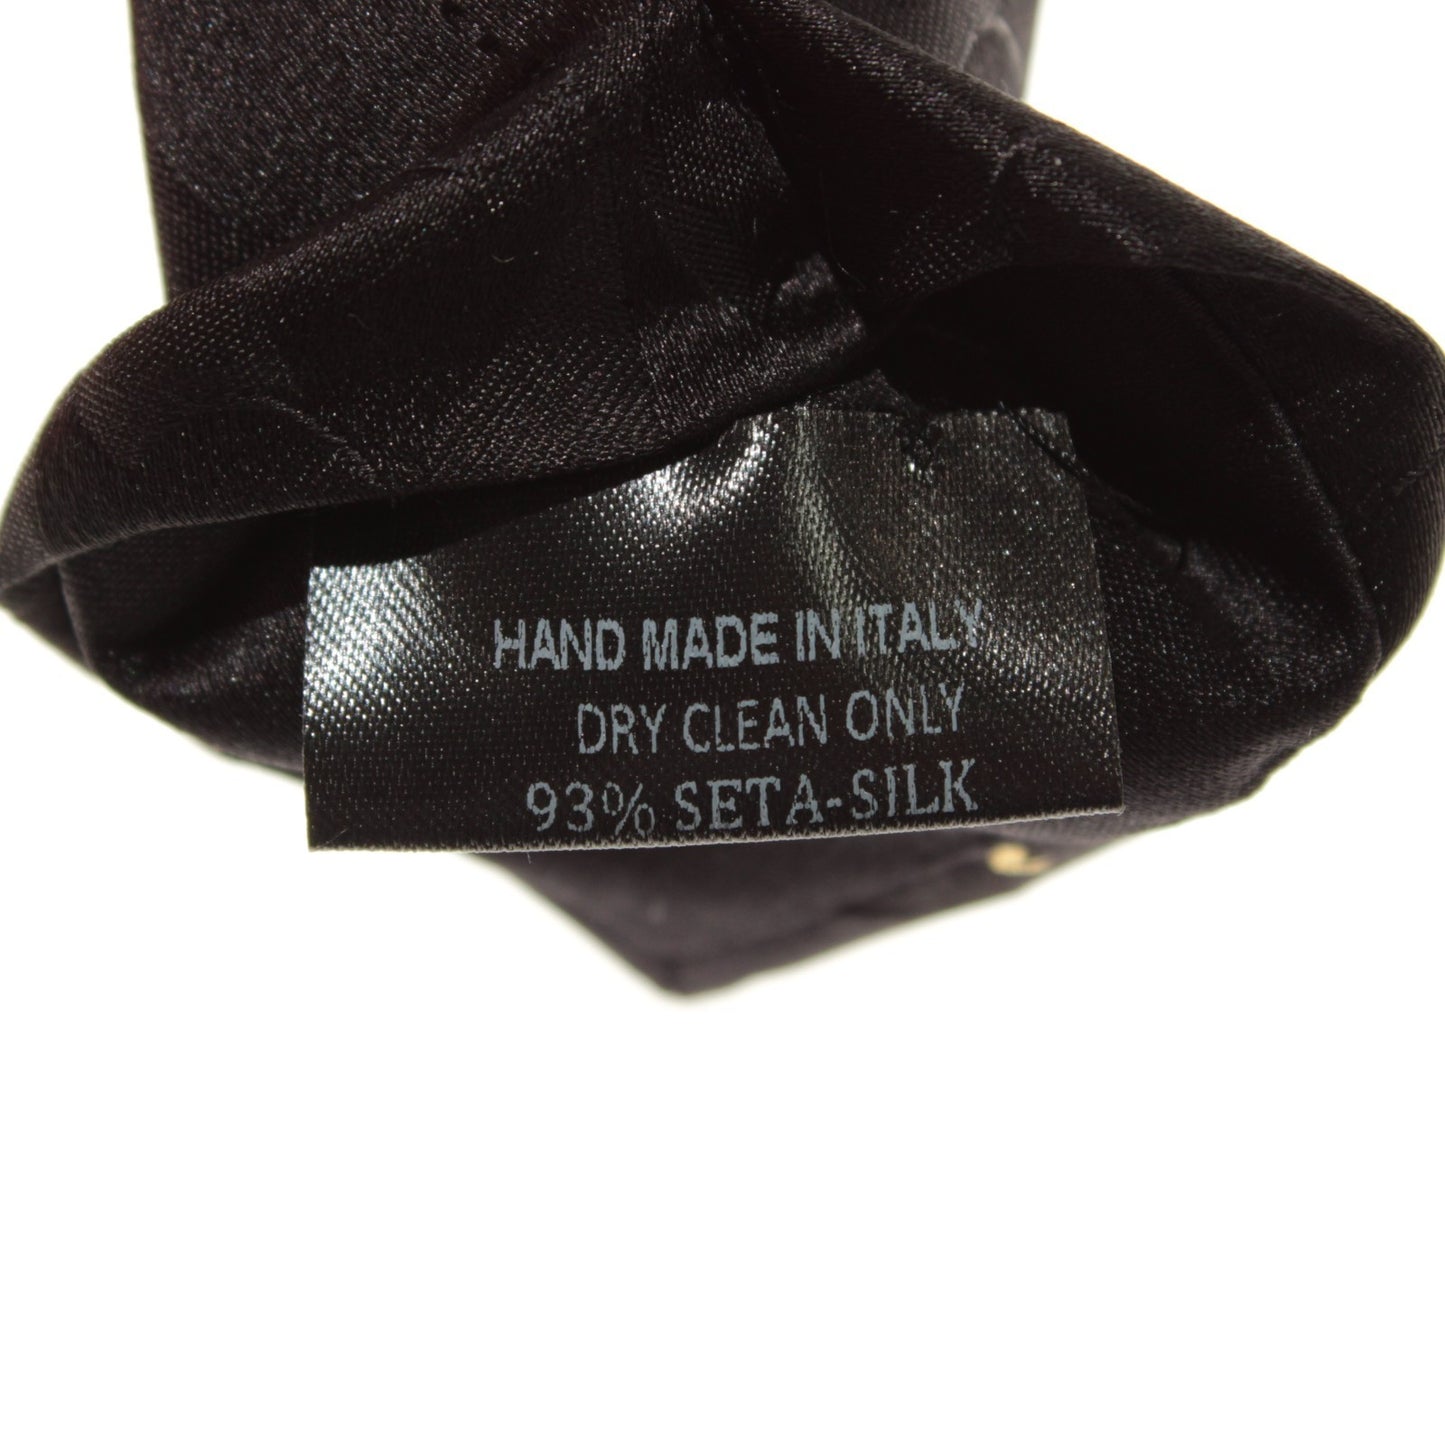 HAND MADE IN ITALY
DRY CLEAN ONLY
93% SETA-SILK